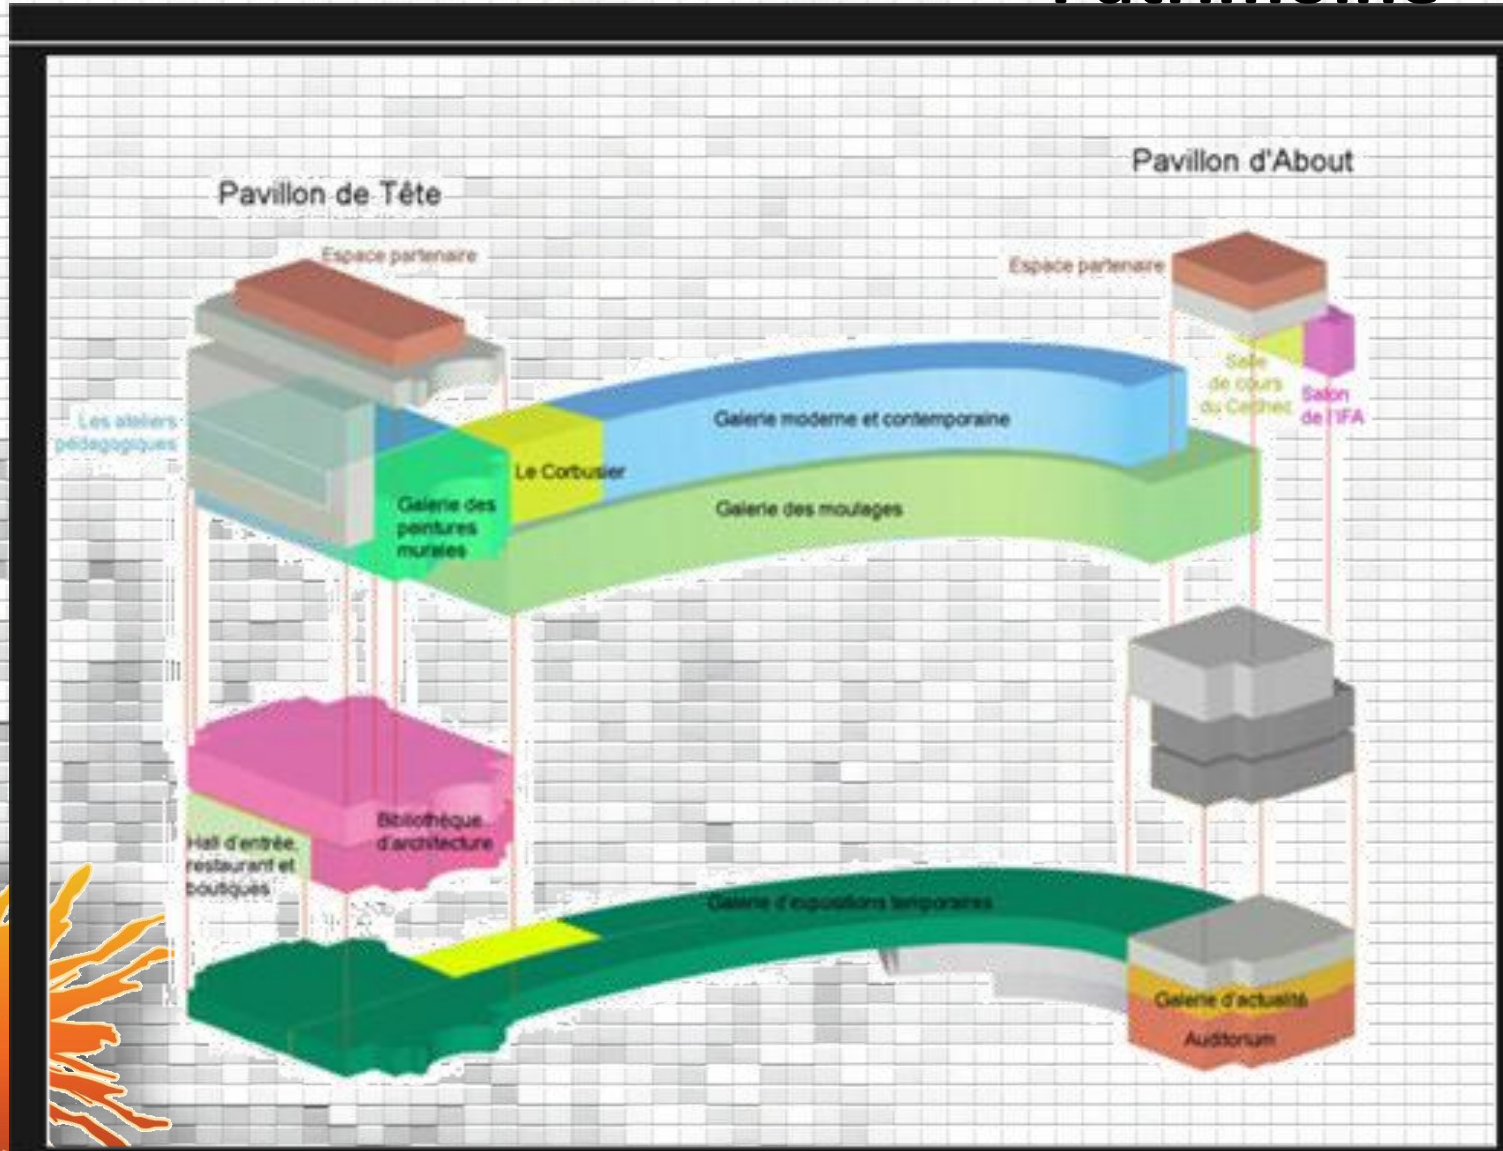 Patrimoine
Pavillon d'About
Pavillon de Tête
Espace partenaire
Espace partenaire
Salle
de cours
du Cedhec
Salon
de l'IFA
Les ateliers
pédagogiques
Galerie moderne et contemporaine
Le Corbusier
Galerie des
peintures
murales
Galerie des moulages
Bibliothèque
d'architecture
Hall d'entrée,
restaurant et
boutiques
Galerie d'expositions temporaires
Galerie d'actualité
Auditorium